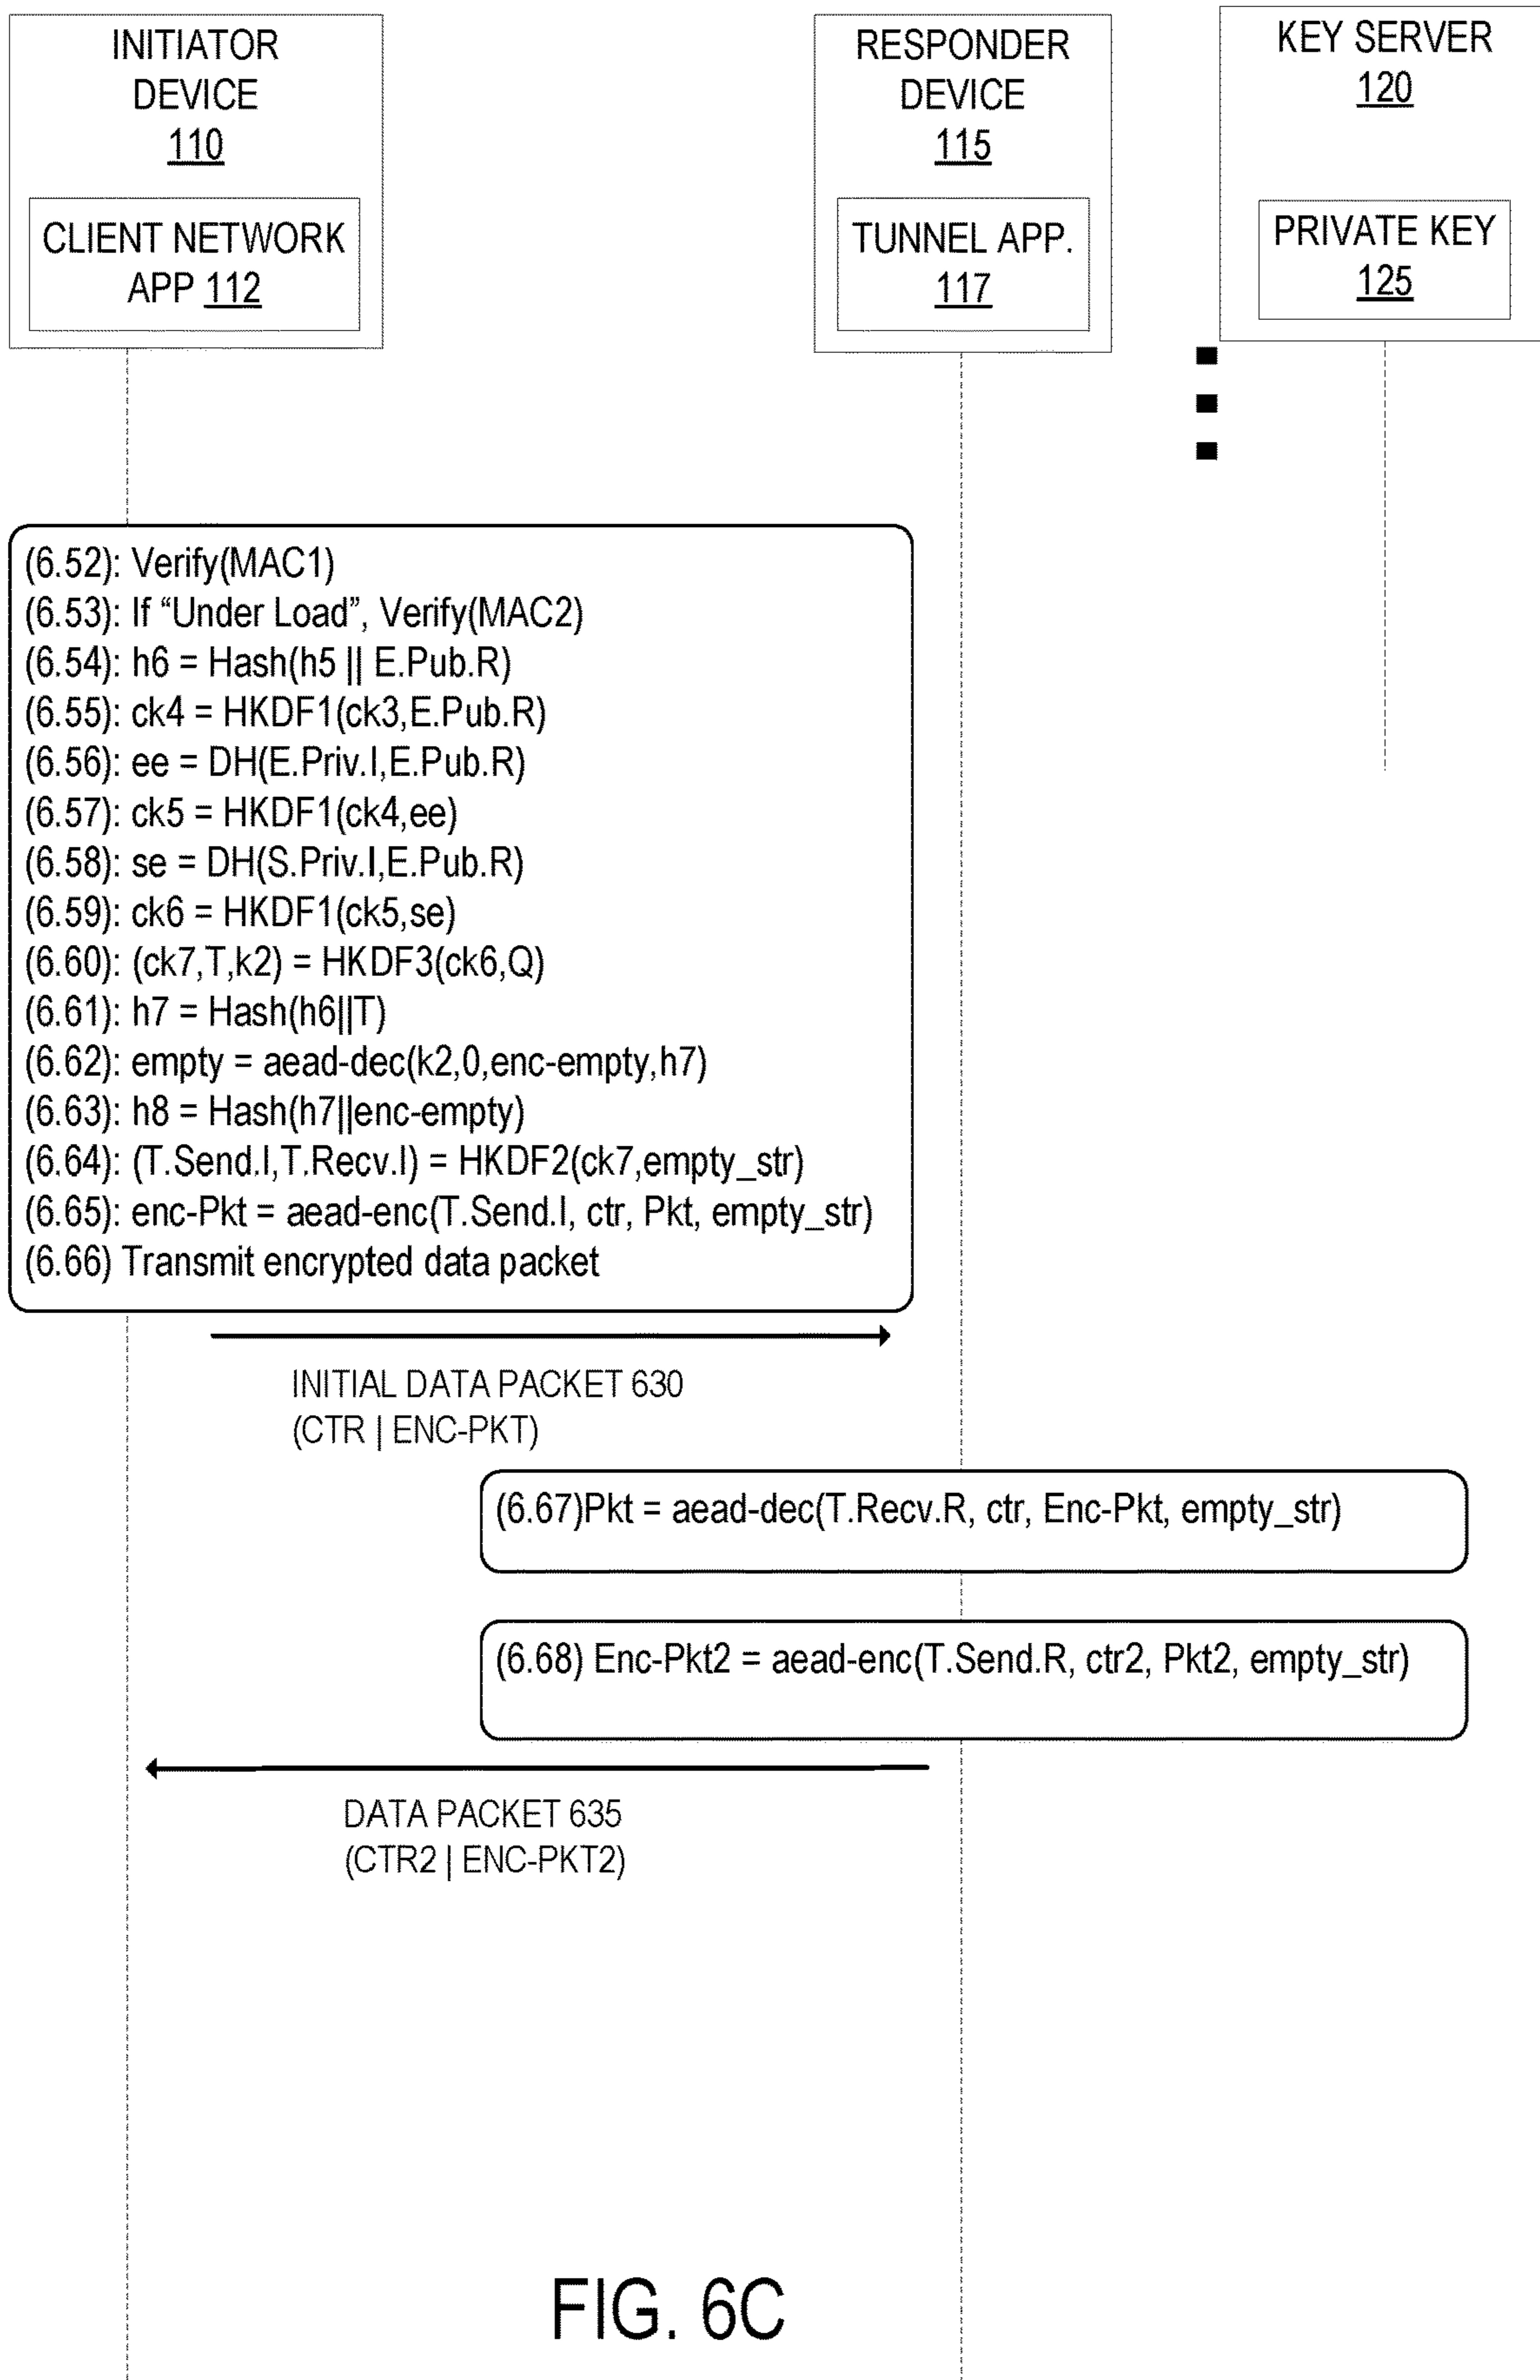 INITIATOR
DEVICE
110
CLIENT NETWORK
APP 112
RESPONDER
DEVICE
115
TUNNEL APP.
117
KEY SERVER
120
PRIVATE KEY
125
(6.52): Verify(MAC1)
(6.53): If “Under Load”, Verify(MAC2)
(6.54): h6 = Hash(h5 || E.Pub.R)
(6.55): ck4 = HKDF1(ck3,E.Pub.R)
(6.56): ee = DH(E.Priv.I,E.Pub.R)
(6.57): ck5 = HKDF1(ck4,ee)
(6.58): se = DH(S.Priv.I,E.Pub.R)
(6.59): ck6 = HKDF1(ck5,se)
(6.60): (ck7,T,k2) = HKDF3(ck6,Q)
(6.61): h7 = Hash(h6||T)
(6.62): empty = aead-dec(k2,0,enc-empty,h7)
(6.63): h8 = Hash(h7||enc-empty)
(6.64): (T.Send.I,T.Recv.I) = HKDF2(ck7,empty_str)
(6.65): enc-Pkt = aead-enc(T.Send.I, ctr, Pkt, empty_str)
(6.66) Transmit encrypted data packet
INITIAL DATA PACKET 630
(CTR | ENC-PKT)
(6.67)Pkt = aead-dec(T.Recv.R, ctr, Enc-Pkt, empty_str)
(6.68) Enc-Pkt2 = aead-enc(T.Send.R, ctr2, Pkt2, empty_str)
DATA PACKET 635
(CTR2 | ENC-PKT2)
FIG. 6C